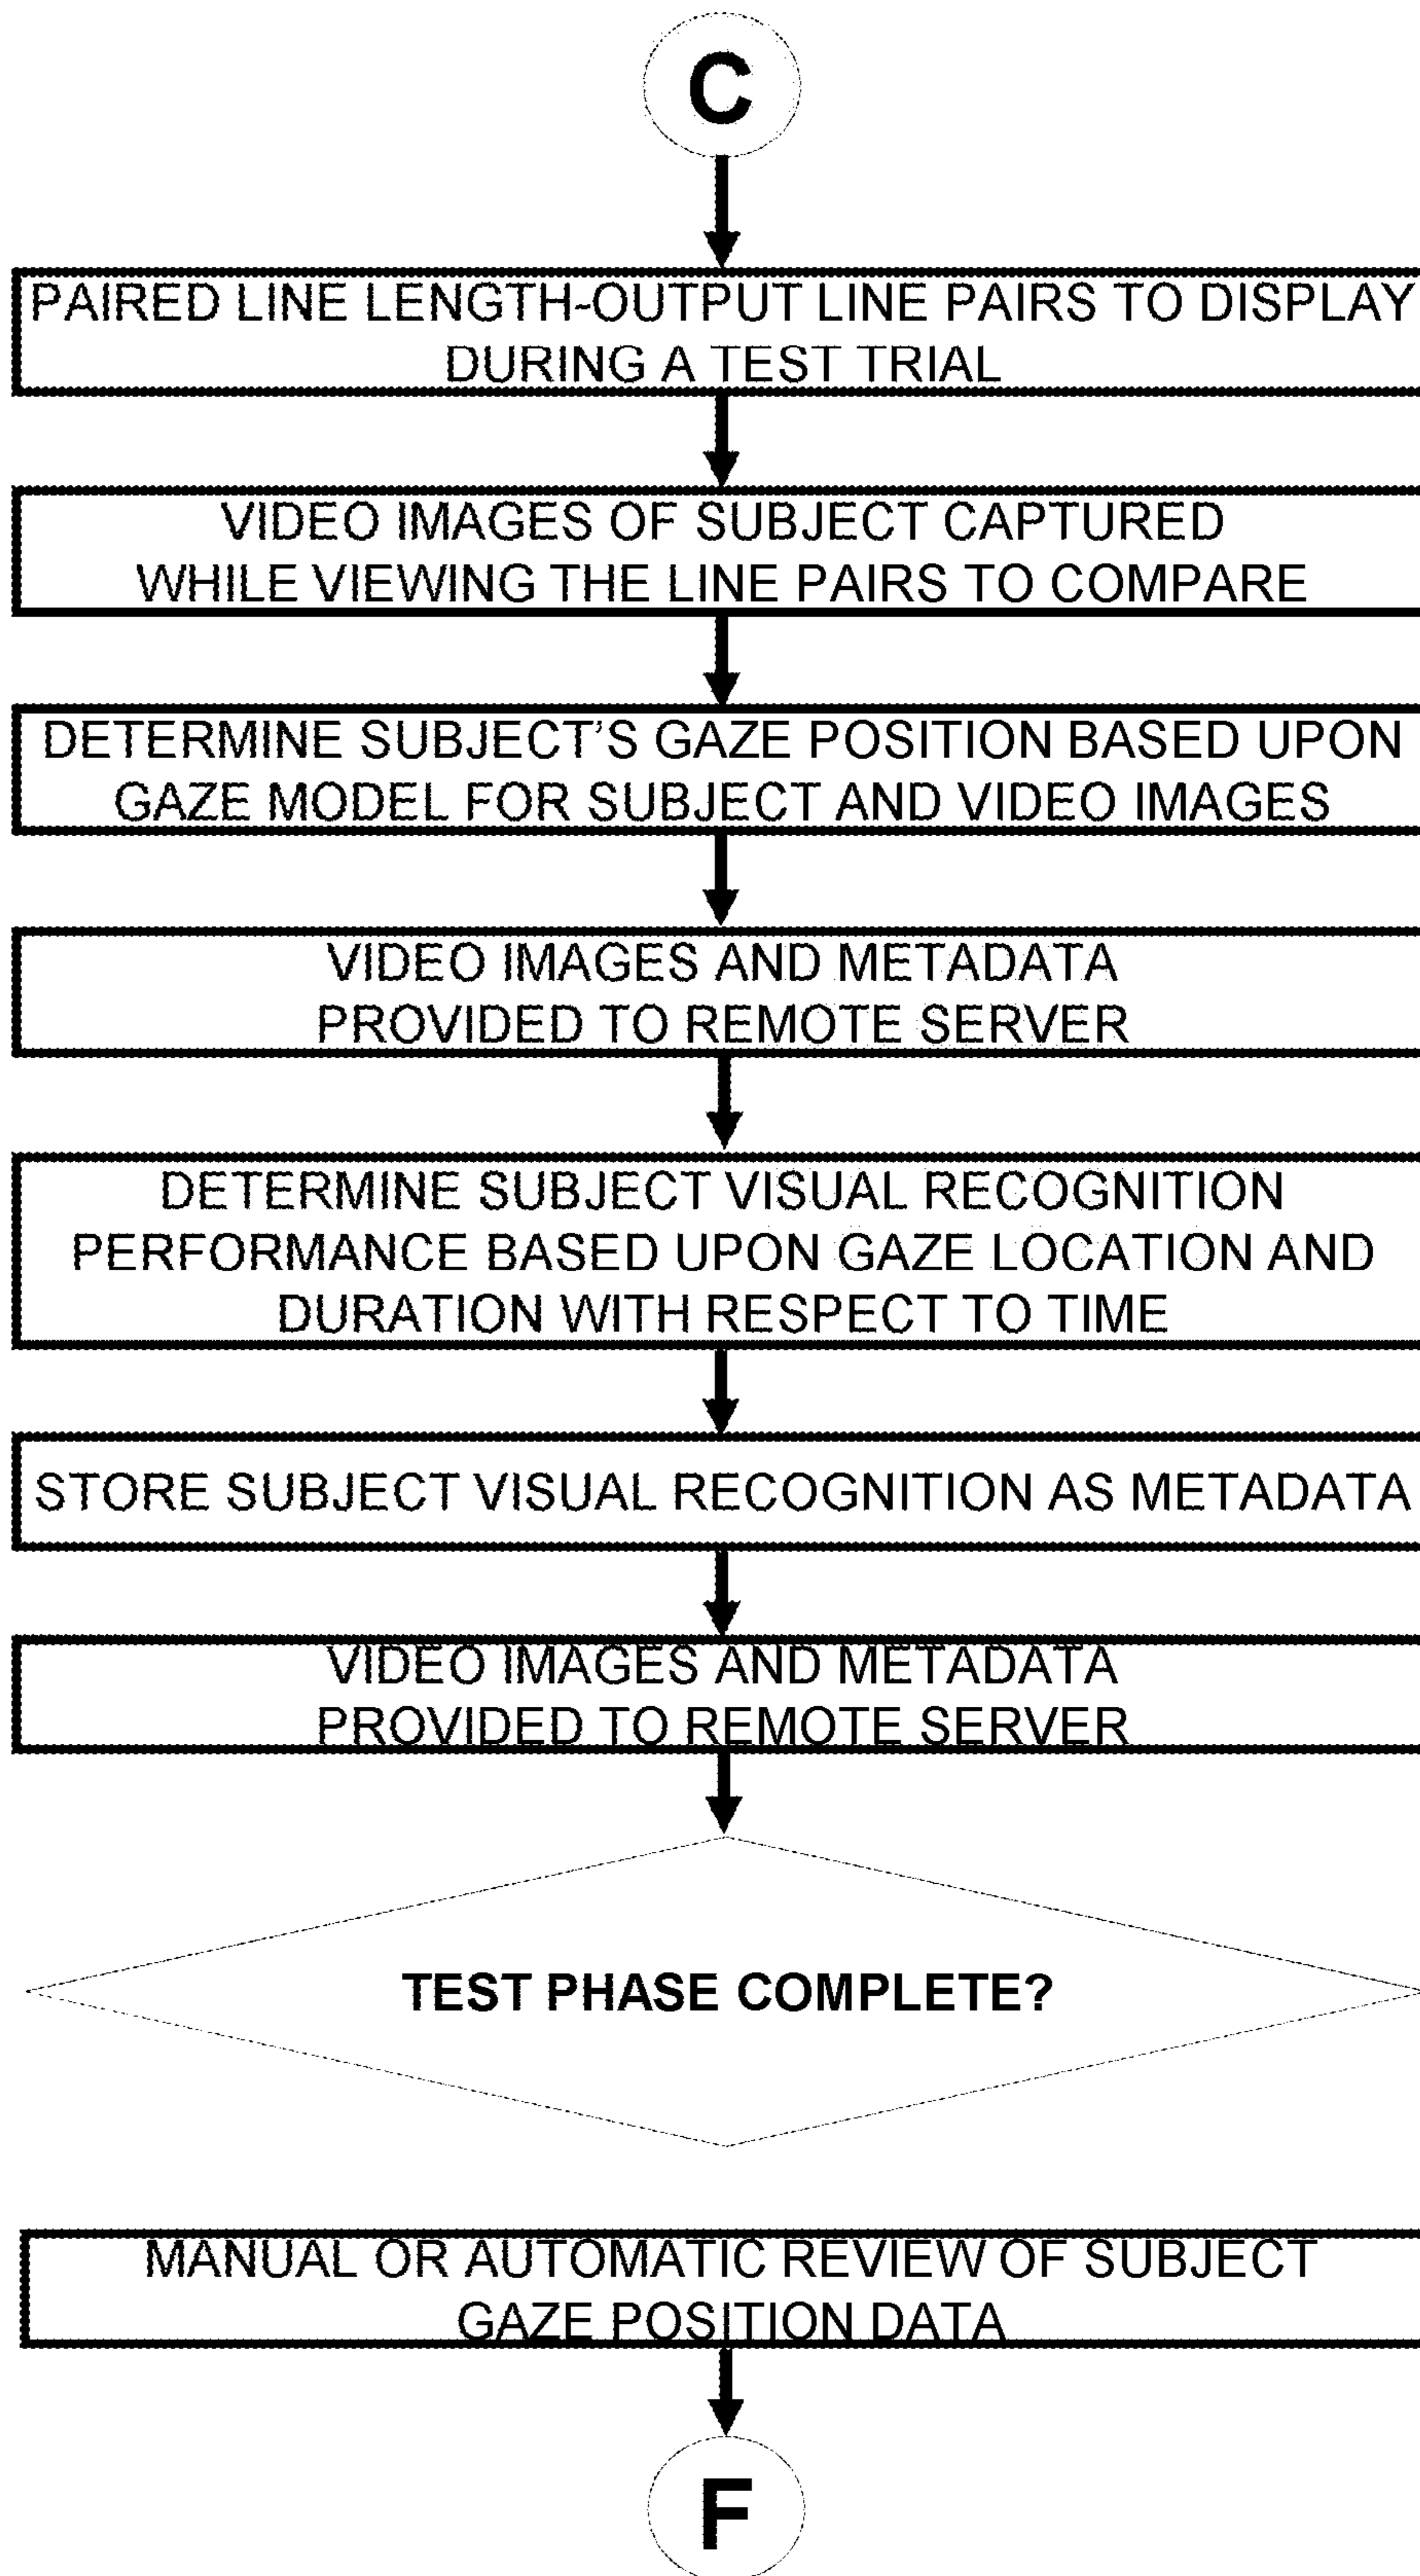 C
PAIRED LINE LENGTH-OUTPUT LINE PAIRS TO DISPLAY
DURING A TEST TRIAL
VIDEO IMAGES OF SUBJECT CAPTURED
WHILE VIEWING THE LINE PAIRS TO COMPARE
DETERMINE SUBJECT'S GAZE POSITION BASED UPON
GAZE MODEL FOR SUBJECT AND VIDEO IMAGES
VIDEO IMAGES AND METADATA
PROVIDED TO REMOTE SERVER
DETERMINE SUBJECT VISUAL RECOGNITION
PERFORMANCE BASED UPON GAZE LOCATION AND
DURATION WITH RESPECT TO TIME
STORE SUBJECT VISUAL RECOGNITION AS METADATA
VIDEO IMAGES AND METADATA
PROVIDED TO REMOTE SERVER
TEST PHASE COMPLETE?
MANUAL OR AUTOMATIC REVIEW OF SUBJECT
GAZE POSITION DATA
F